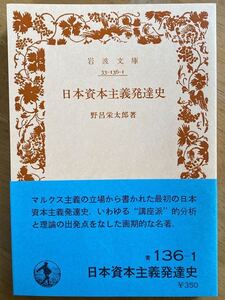 岩波文庫
33-136-1
日本資本主義発達史
野呂栄太郎著
マルクス主義の立場から書かれた最初の日本
資本主義発達史．いわゆる“講座派”的分析
と理論の出発点をなした画期的な名著．
青 136-1
日本資本主義発達史
¥350